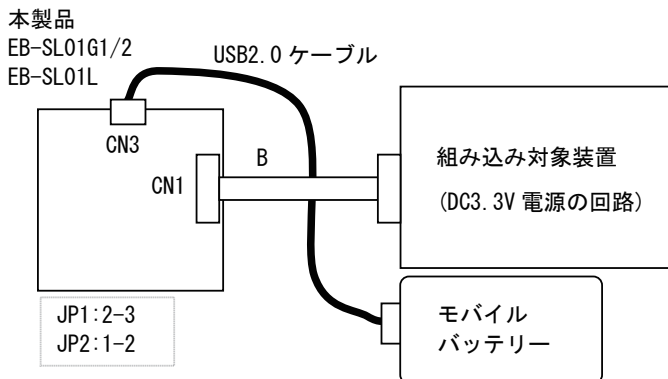 本製品
EB-SL01G1/2
EB-SL01L
USB2.0 ケーブル
CN3
CN1
B
組み込み対象装置
(DC3.3V 電源の回路)
JP1:2-3
JP2:1-2
モバイル
バッテリー